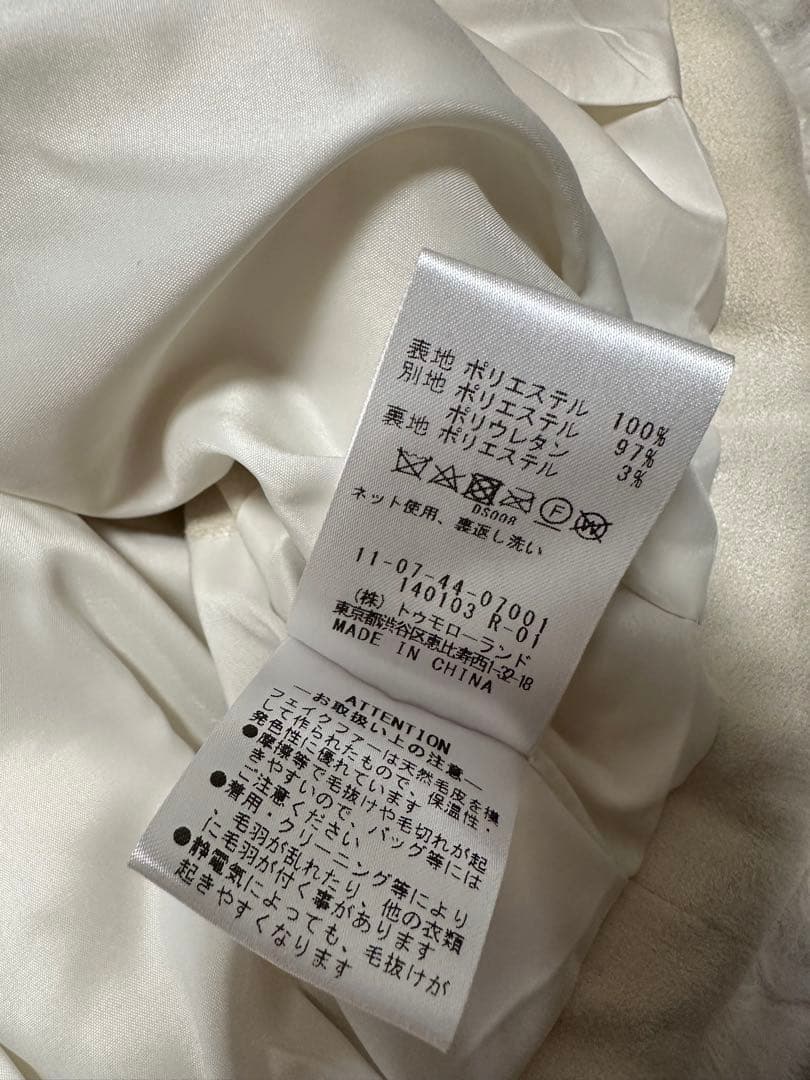 表地 ポリエステル 100%
別地 ポリエステル 97%
ポリウレタン 3%
裏地 ポリエステル
DS008
F
W
ネット使用、裏返し洗い
11-07-44-07001
140103 R-01
(株) トゥモローランド
東京都渋谷区恵比寿西1-32-18
MADE IN CHINA
ATTENTION
―お取扱い上の注意―
フェイクファーは天然毛皮を模
して作られたもので、保温性・
発色性に優れています
●摩擦等で毛抜けや毛切れが起
きやすいので、バッグ等には
ご注意ください
●着用・クリーニング等により
毛羽が乱れたり、他の衣類
に毛羽が付く事があります
●静電気によっても、毛抜けが
起きやすくなります